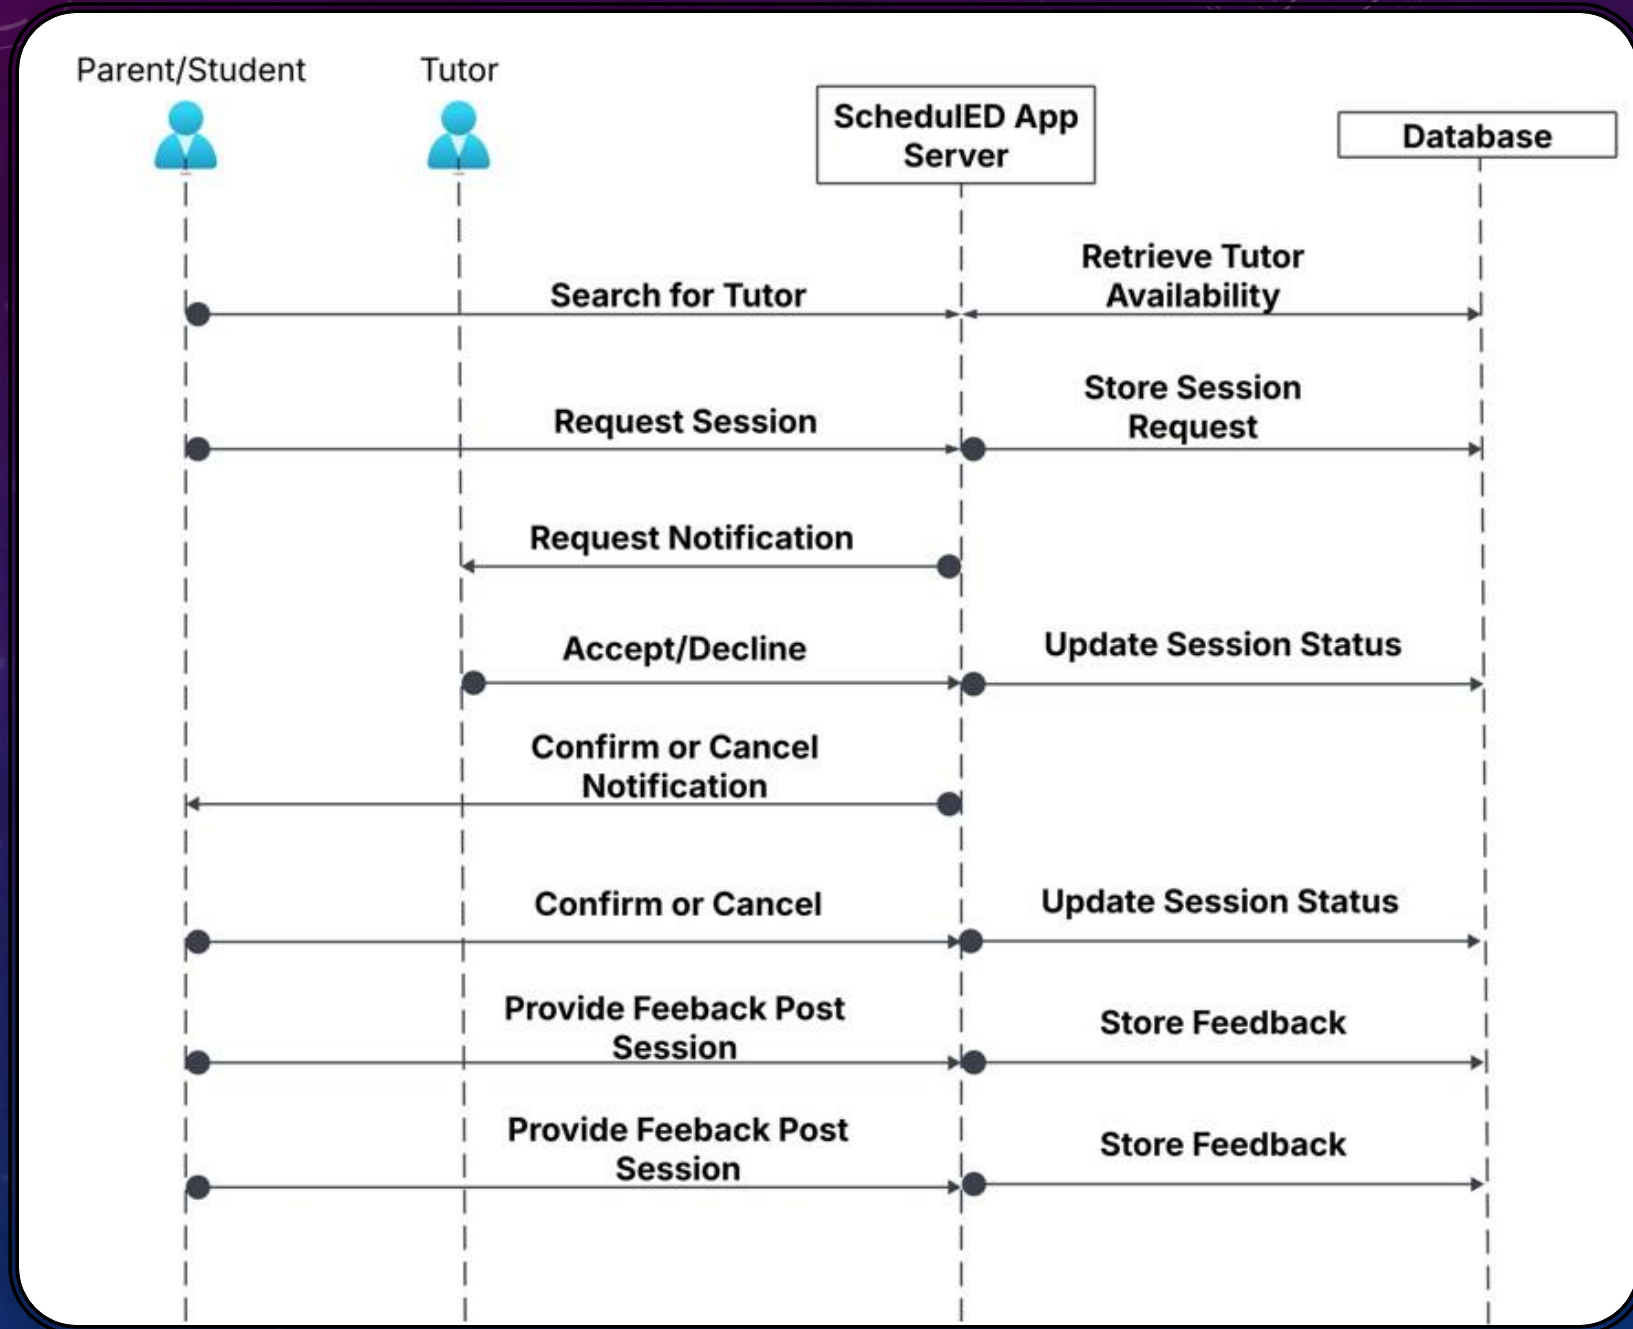 Parent/Student
Tutor
SchedulED App
Server
Database
Search for Tutor
Retrieve Tutor
Availability
Request Session
Store Session
Request
Request Notification
Accept/Decline
Update Session Status
Confirm or Cancel
Notification
Confirm or Cancel
Update Session Status
Provide Feeback Post
Session
Store Feedback
Provide Feeback Post
Session
Store Feedback